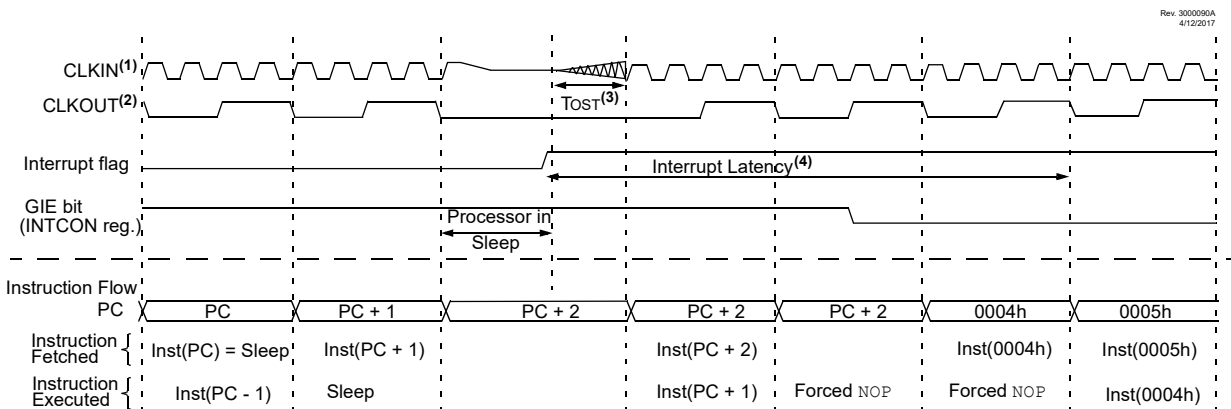 Rev. 3000090A
4/12/2017
CLKIN(1)
CLKOUT(2)
TOST(3)
Interrupt flag
Interrupt Latency(4)
GIE bit
(INTCON reg.)
Processor in
Sleep
Instruction Flow
PC PC PC + 1 PC + 2 PC + 2 PC + 2 0004h 0005h
Instruction
Fetched { Inst(PC) = Sleep Inst(PC + 1) Inst(PC + 2) Inst(0004h) Inst(0005h)
Instruction
Executed { Inst(PC - 1) Sleep Inst(PC + 1) Forced NOP Forced NOP Inst(0004h)